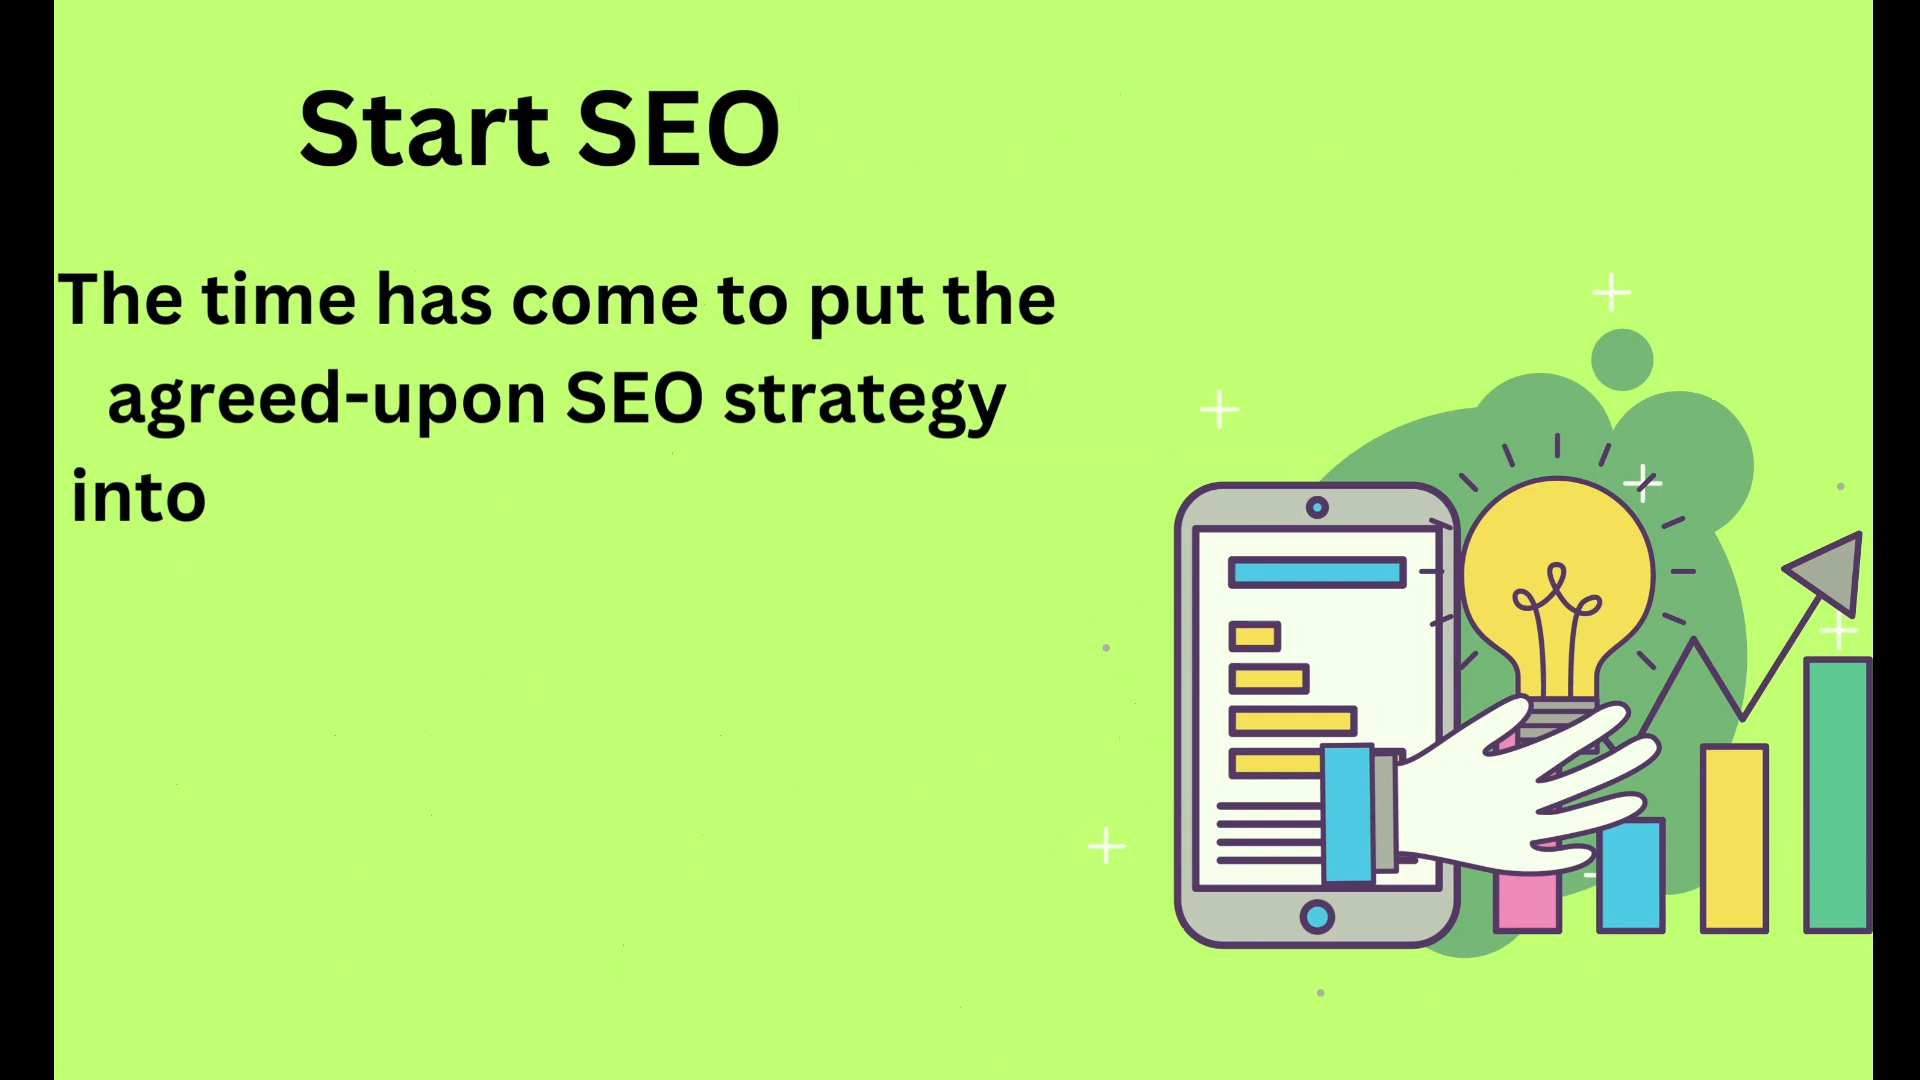 Start SEO
The time has come to put the
agreed-upon SEO strategy
into